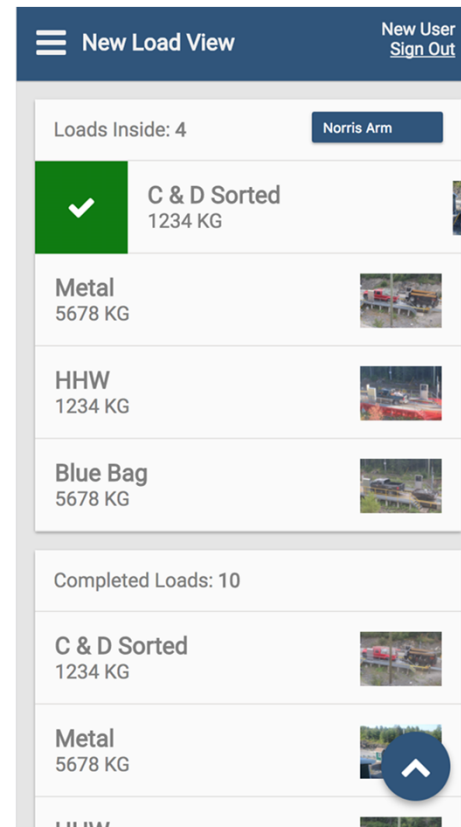 New Load View
New User
Sign Out
Loads Inside: 4
Norris Arm
C & D Sorted
1234 KG
Metal
5678 KG
HHW
1234 KG
Blue Bag
5678 KG
Completed Loads: 10
C & D Sorted
1234 KG
Metal
5678 KG